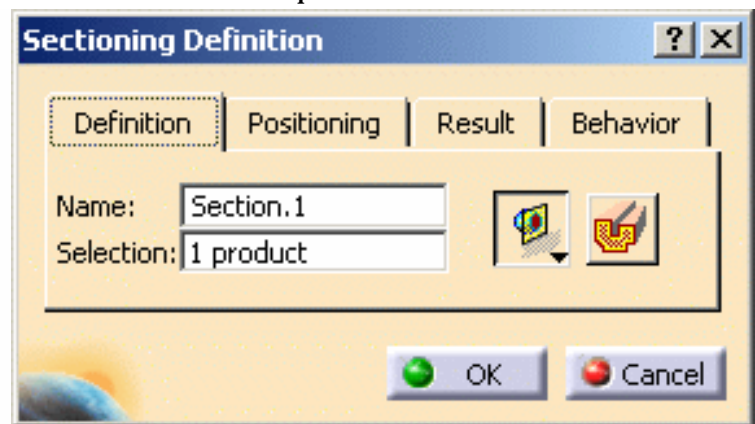 Sectioning Definition
Definition Positioning Result Behavior
Name: Section.1
Selection: 1 product
OK Cancel